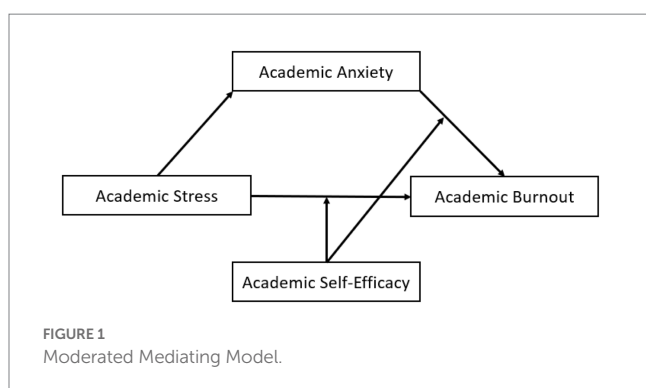 Academic Anxiety
Academic Stress
Academic Burnout
Academic Self-Efficacy
FIGURE 1
Moderated Mediating Model.